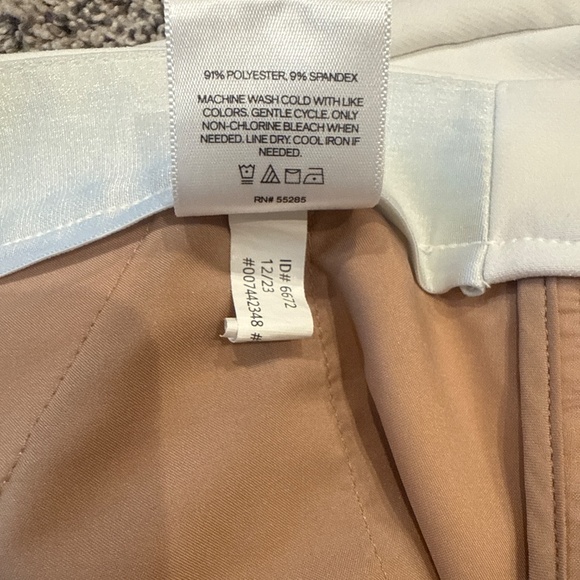 91% POLYESTER, 9% SPANDEX
MACHINE WASH COLD WITH LIKE
COLORS. GENTLE CYCLE. ONLY
NON-CHLORINE BLEACH WHEN
NEEDED. LINE DRY. COOL IRON IF
NEEDED.
RN# 55285
ID# 6672
12/23
#007442348 #